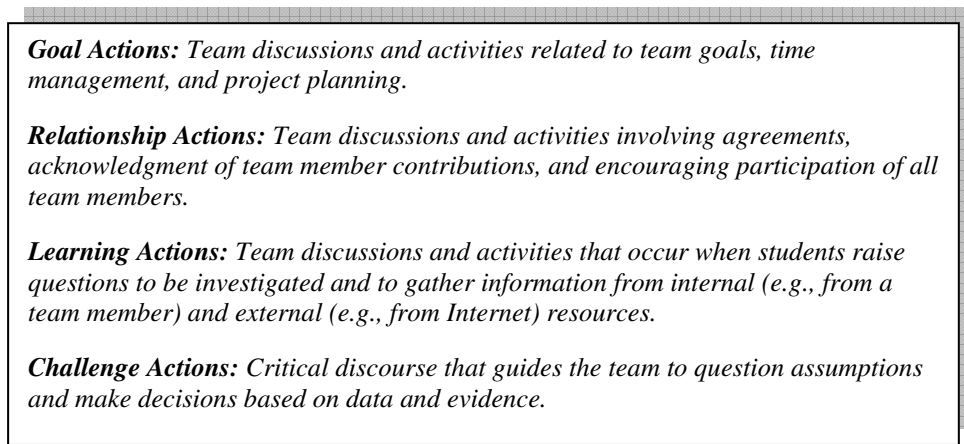 Goal Actions: Team discussions and activities related to team goals, time
management, and project planning.
Relationship Actions: Team discussions and activities involving agreements,
acknowledgment of team member contributions, and encouraging participation of all
team members.
Learning Actions: Team discussions and activities that occur when students raise
questions to be investigated and to gather information from internal (e.g., from a
team member) and external (e.g., from Internet) resources.
Challenge Actions: Critical discourse that guides the team to question assumptions
and make decisions based on data and evidence.